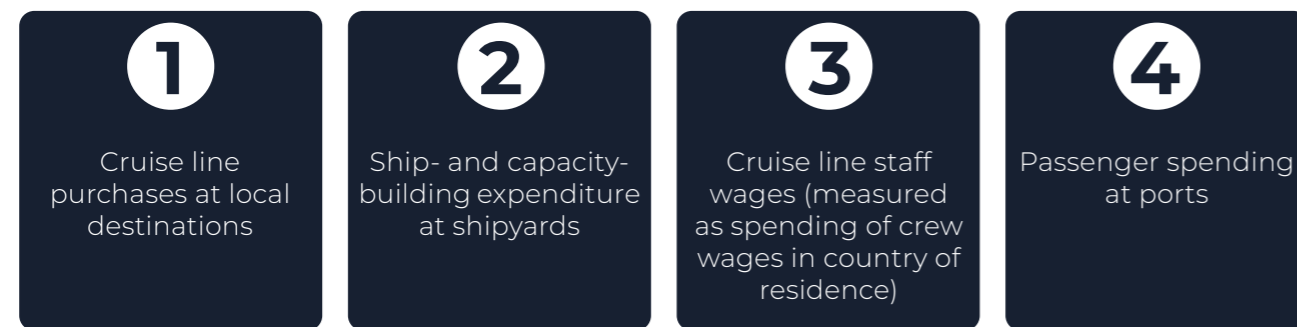 1
Cruise line
purchases at local
destinations
2
Ship- and capacity-
building expenditure
at shipyards
3
Cruise line staff
wages (measured
as spending of crew
wages in country of
residence)
4
Passenger spending
at ports